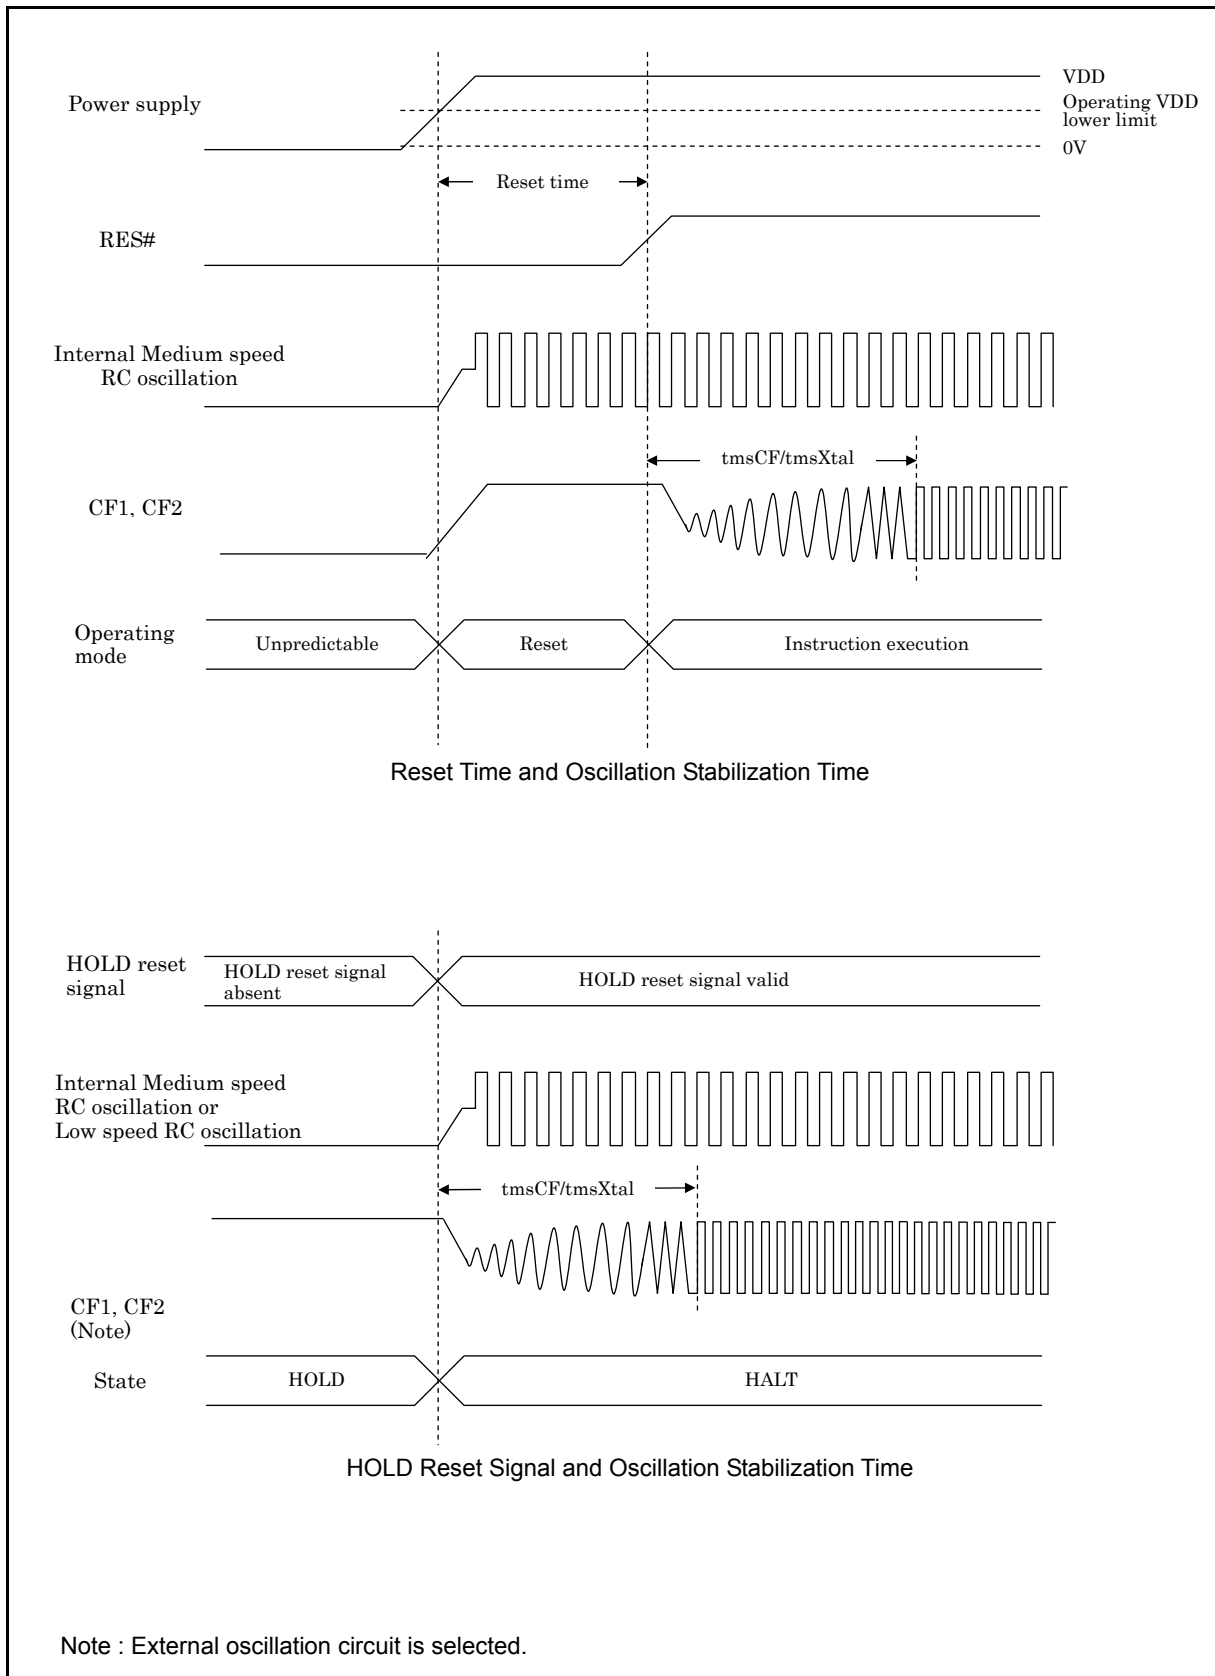 VDD
Power supply
Operating VDD
lower limit
0V
Reset time
RES#
Internal Medium speed
RC oscillation
tmsCF/tmsXtal
CF1, CF2
Operating
mode
Unpredictable
Reset
Instruction execution
Reset Time and Oscillation Stabilization Time
HOLD reset
signal
HOLD reset signal
absent
HOLD reset signal valid
Internal Medium speed
RC oscillation or
Low speed RC oscillation
tmsCF/tmsXtal
CF1, CF2
(Note)
State
HOLD
HALT
HOLD Reset Signal and Oscillation Stabilization Time
Note : External oscillation circuit is selected.